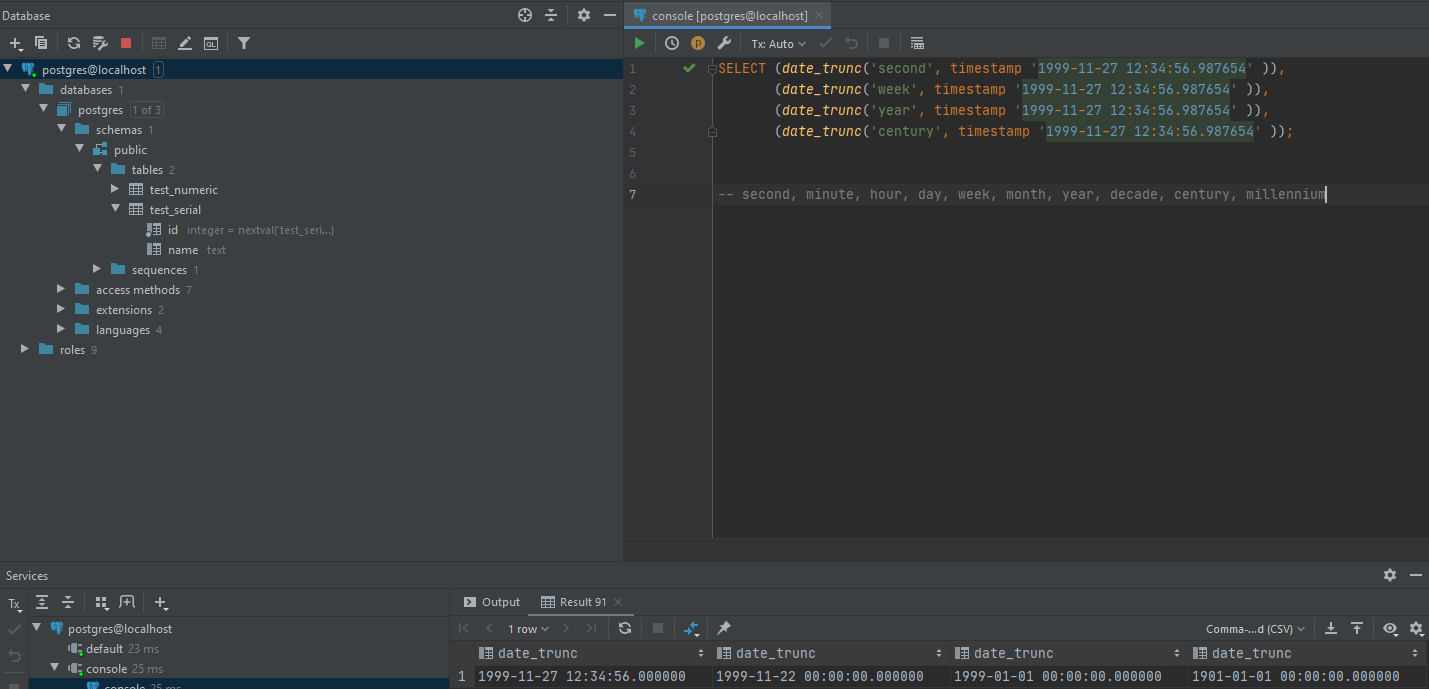 Database
postgres@localhost 1
databases 1
postgres 1 of 3
schemas 1
public
tables 2
test_numeric
test_serial
id integer = nextval('test_seri...)
name text
sequences 1
access methods 7
extensions 2
languages 4
roles 9
console [postgres@localhost]
Tx: Auto
1 SELECT (date_trunc('second', timestamp '1999-11-27 12:34:56.987654' )),
2 (date_trunc('week', timestamp '1999-11-27 12:34:56.987654' )),
3 (date_trunc('year', timestamp '1999-11-27 12:34:56.987654' )),
4 (date_trunc('century', timestamp '1999-11-27 12:34:56.987654' ));
5
6
7 -- second, minute, hour, day, week, month, year, decade, century, millennium
Services
Tx
postgres@localhost
default 23 ms
console 25 ms
console 25 ms
Output Result 91
1 row Comma-...d (CSV)
date_trunc date_trunc date_trunc date_trunc
1 1999-11-27 12:34:56.000000 1999-11-22 00:00:00.000000 1999-01-01 00:00:00.000000 1901-01-01 00:00:00.000000